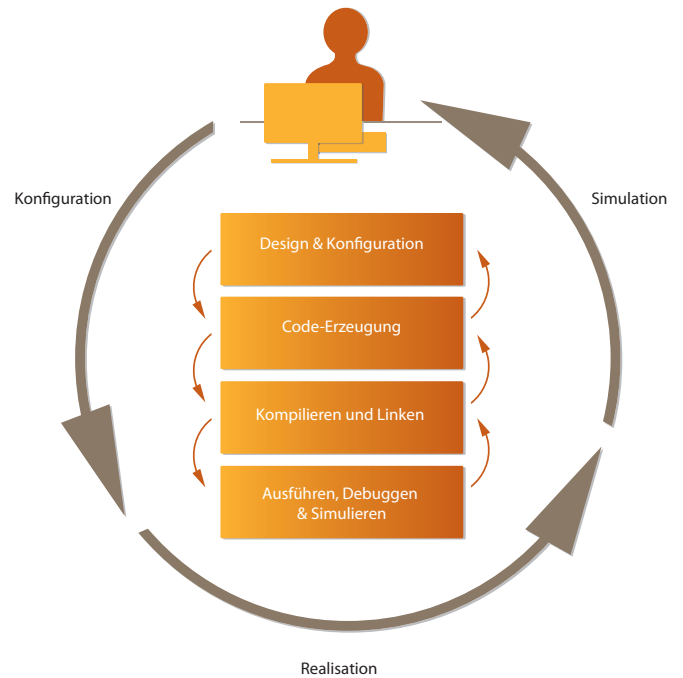 Konfiguration
Simulation
Design & Konfiguration
Code-Erzeugung
Kompilieren und Linken
Ausführen, Debuggen
& Simulieren
Realisation